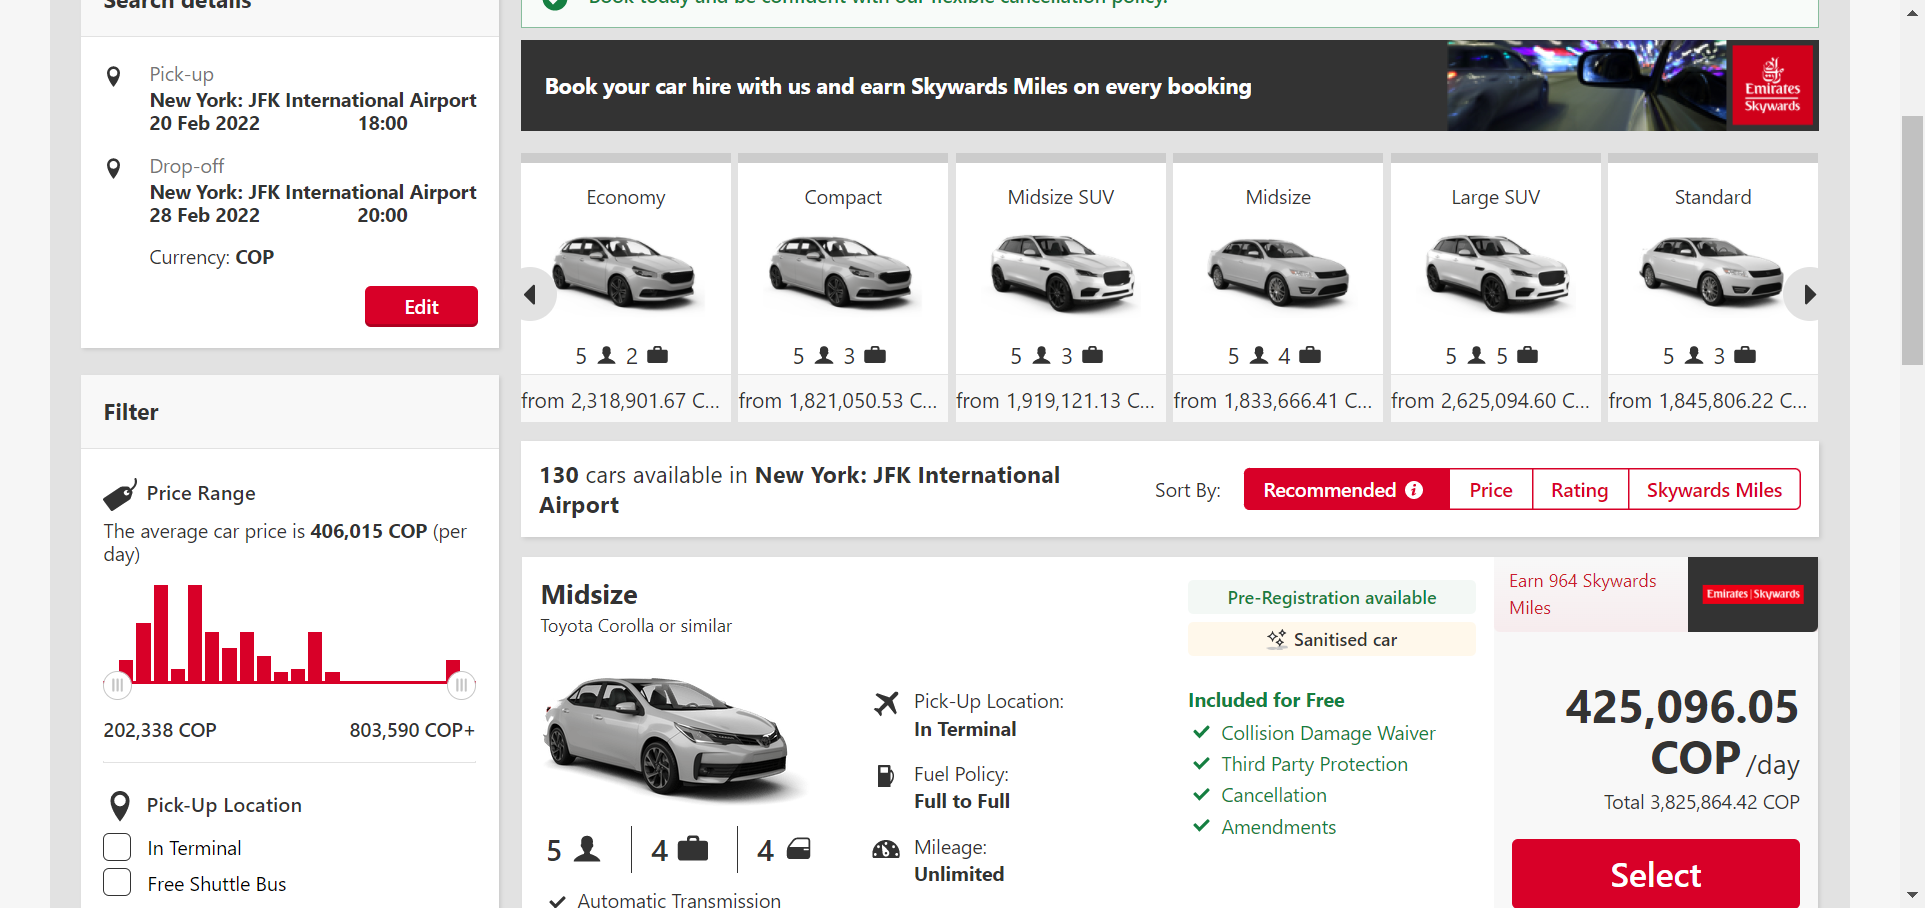 Search details
Pick-up
New York: JFK International Airport
20 Feb 2022 18:00
Drop-off
New York: JFK International Airport
28 Feb 2022 20:00
Currency: COP
Edit
Filter
Price Range
The average car price is 406,015 COP (per
day)
202,338 COP 803,590 COP+
Pick-Up Location
In Terminal
Free Shuttle Bus
Book today and be confident with our flexible cancellation policy.
Book your car hire with us and earn Skywards Miles on every booking
Emirates
Skywards
Economy
5 2
from 2,318,901.67 C...
Compact
5 3
from 1,821,050.53 C...
Midsize SUV
5 3
from 1,919,121.13 C...
Midsize
5 4
from 1,833,666.41 C...
Large SUV
5 5
from 2,625,094.60 C...
Standard
5 3
from 1,845,806.22 C...
130 cars available in New York: JFK International
Airport
Sort By: Recommended i Price Rating Skywards Miles
Midsize
Toyota Corolla or similar
5 4 4
Automatic Transmission
Pick-Up Location:
In Terminal
Fuel Policy:
Full to Full
Mileage:
Unlimited
Pre-Registration available
Sanitised car
Included for Free
Collision Damage Waiver
Third Party Protection
Cancellation
Amendments
Earn 964 Skywards
Miles
Emirates | Skywards
425,096.05
COP /day
Total 3,825,864.42 COP
Select